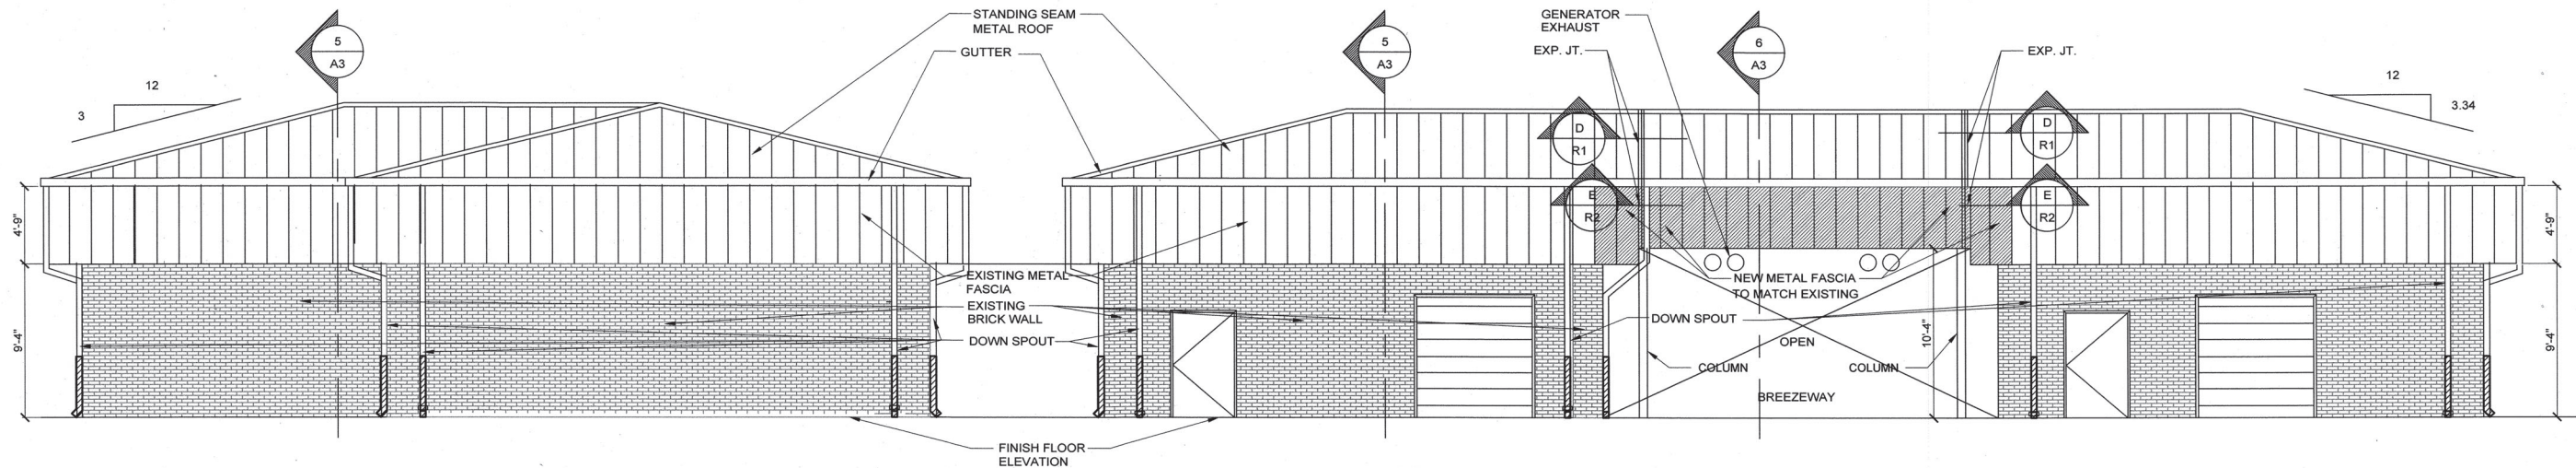 STANDING SEAM
METAL ROOF
GUTTER
GENERATOR
EXHAUST
EXP. JT.
EXP. JT.
5
A3
5
A3
6
A3
12
3
12
3.34
D
R1
D
R1
E
R2
E
R2
4'-9"
9'-4"
4'-9"
9'-4"
EXISTING METAL
FASCIA
EXISTING
BRICK WALL
DOWN SPOUT
NEW METAL FASCIA
TO MATCH EXISTING
DOWN SPOUT
10'-4"
OPEN
COLUMN
COLUMN
BREEZEWAY
FINISH FLOOR
ELEVATION